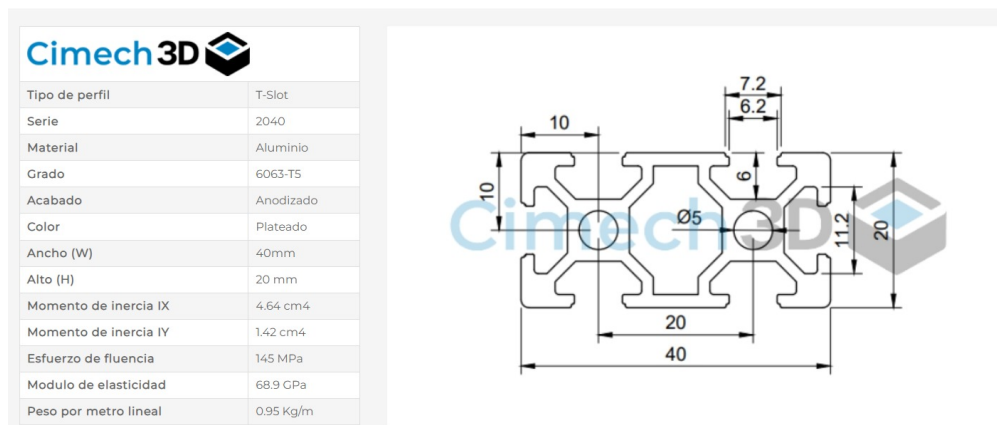 Cimech 3D
Tipo de perfil T-Slot
Serie 2040
Material Aluminio
Grado 6063-T5
Acabado Anodizado
Color Plateado
Ancho (W) 40mm
Alto (H) 20 mm
Momento de inercia IX 4.64 cm4
Momento de inercia IY 1.42 cm4
Esfuerzo de fluencia 145 MPa
Modulo de elasticidad 68.9 GPa
Peso por metro lineal 0.95 Kg/m
7.2
6.2
10
10
6
Ø5
Cimech 3D
11.2
20
20
40